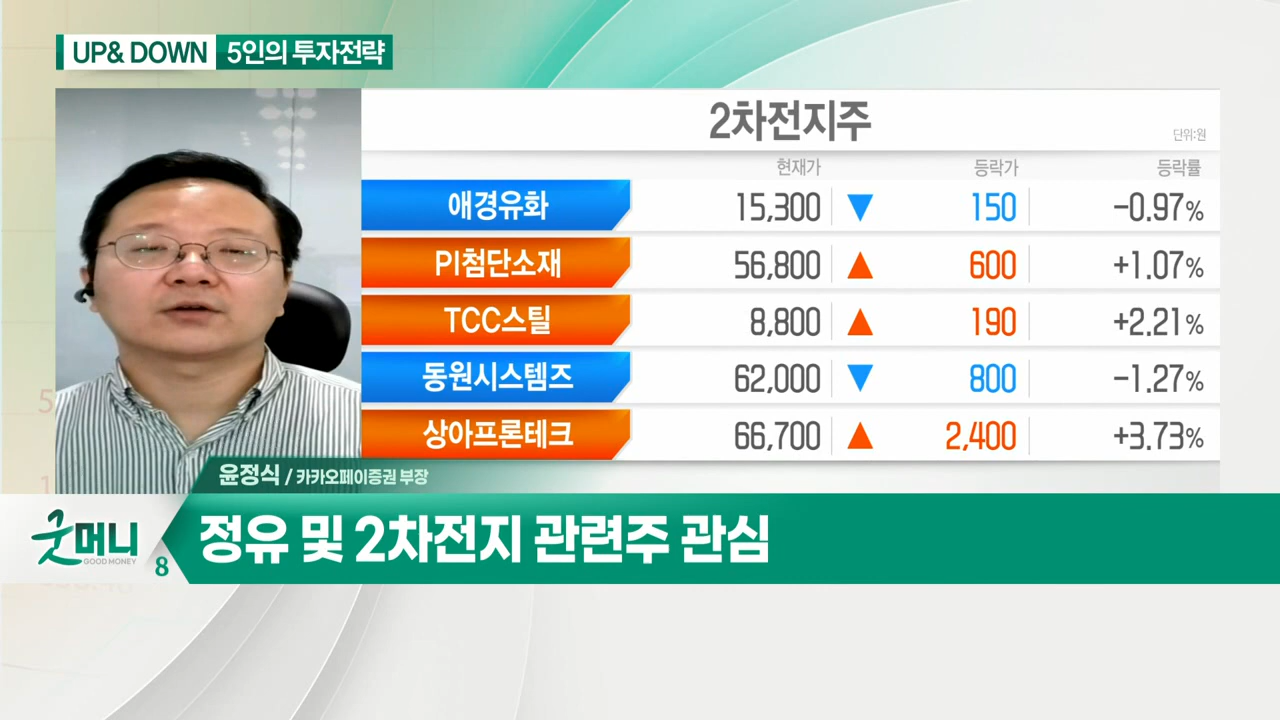 UP& DOWN 5인의 투자전략
2차전지주
단위:원
현재가 등락가 등락률
애경유화 15,300 ▼ 150 -0.97%
PI첨단소재 56,800 ▲ 600 +1.07%
TCC스틸 8,800 ▲ 190 +2.21%
동원시스템즈 62,000 ▼ 800 -1.27%
상아프론테크 66,700 ▲ 2,400 +3.73%
윤정식 / 카카오페이증권 부장
정유 및 2차전지 관련주 관심
굿머니
GOOD MONEY
8